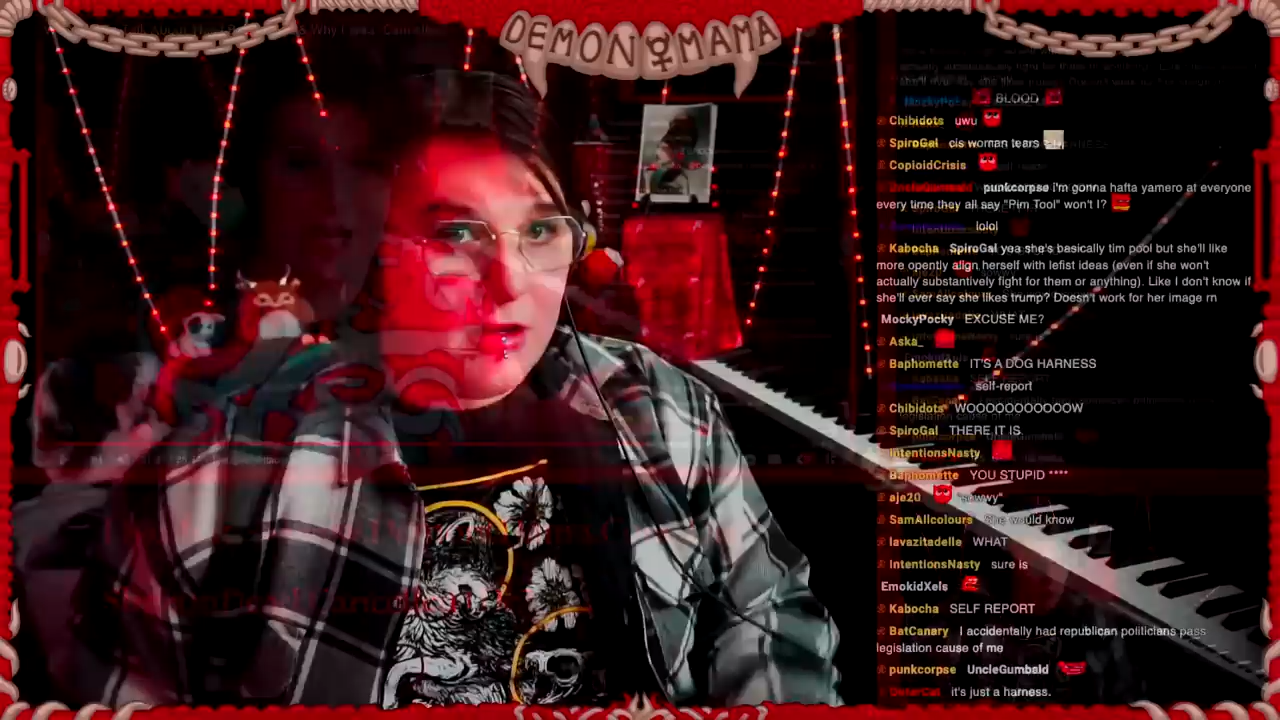 DEMON MAMA
BLOOD
Chibidots uwu
SpiroGal cis woman tears
CopioidCrisis
punkcorpse i'm gonna hafta yamero at everyone
every time they all say "Pim Tool" won't I?
lolol
Kabocha SpiroGal yea she's basically tim pool but she'll like
more opently align herself with lefist ideas (even if she won't
actually substantively fight for them or anything). Like I don't know if
she'll ever say she likes trump? Doesn't work for her image rn
MockyPocky EXCUSE ME?
Aska_
Baphomette IT'S A DOG HARNESS
self-report
Chibidots WOOOOOOOOOOW
SpiroGal THERE IT IS
IntentionsNasty
Baphomette YOU STUPID ****
aje20 "sowwy"
SamAllcolours She would know
lavazitadelle WHAT
IntentionsNasty sure is
EmokidXels
Kabocha SELF REPORT
BatCanary I accidentally had republican politicians pass
legislation cause of me
punkcorpse UncleGumbald
it's just a harness.